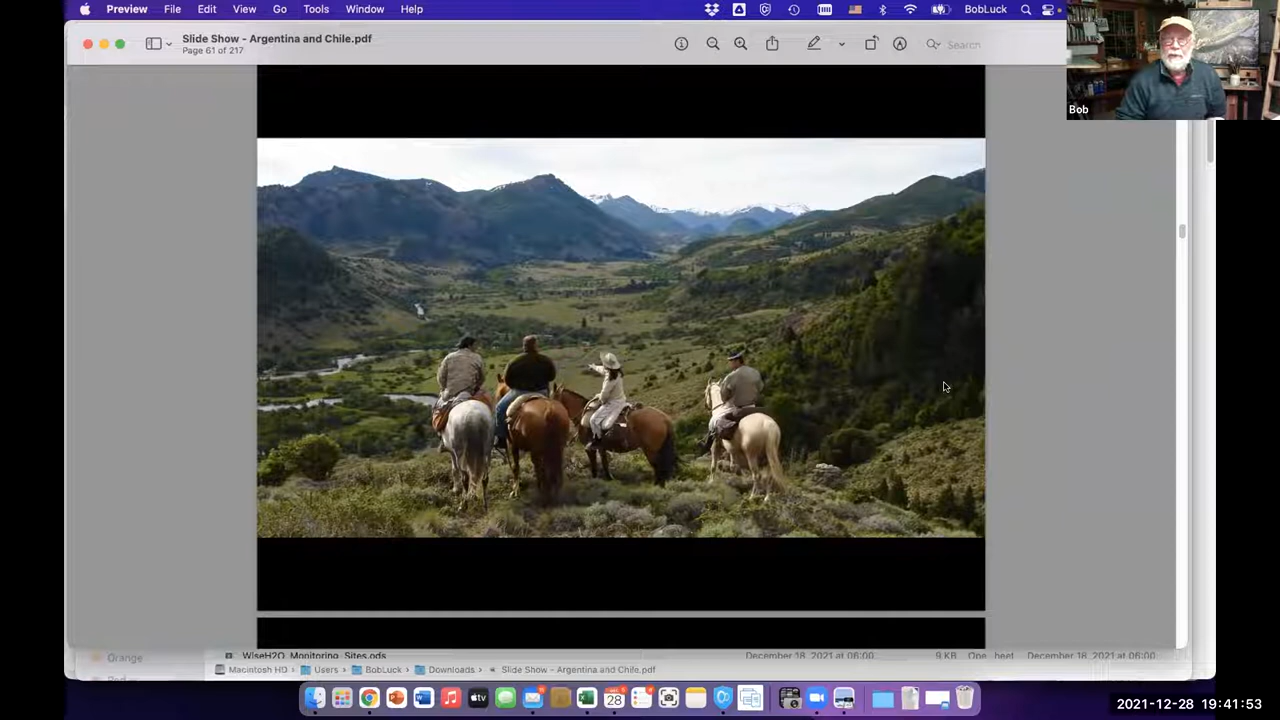 Preview File Edit View Go Tools Window Help BobLuck
Slide Show - Argentina and Chile.pdf
Page 61 of 217
Search
Bob
WiseH2O_Monitoring_Sites.ods December 18, 2021 at 06:00 9 KB December 18, 2021 at 06:00
Orange
Macintosh HD Users BobLuck Downloads Slide Show - Argentina and Chile.pdf
DEC
28
2021-12-28 19:41:53